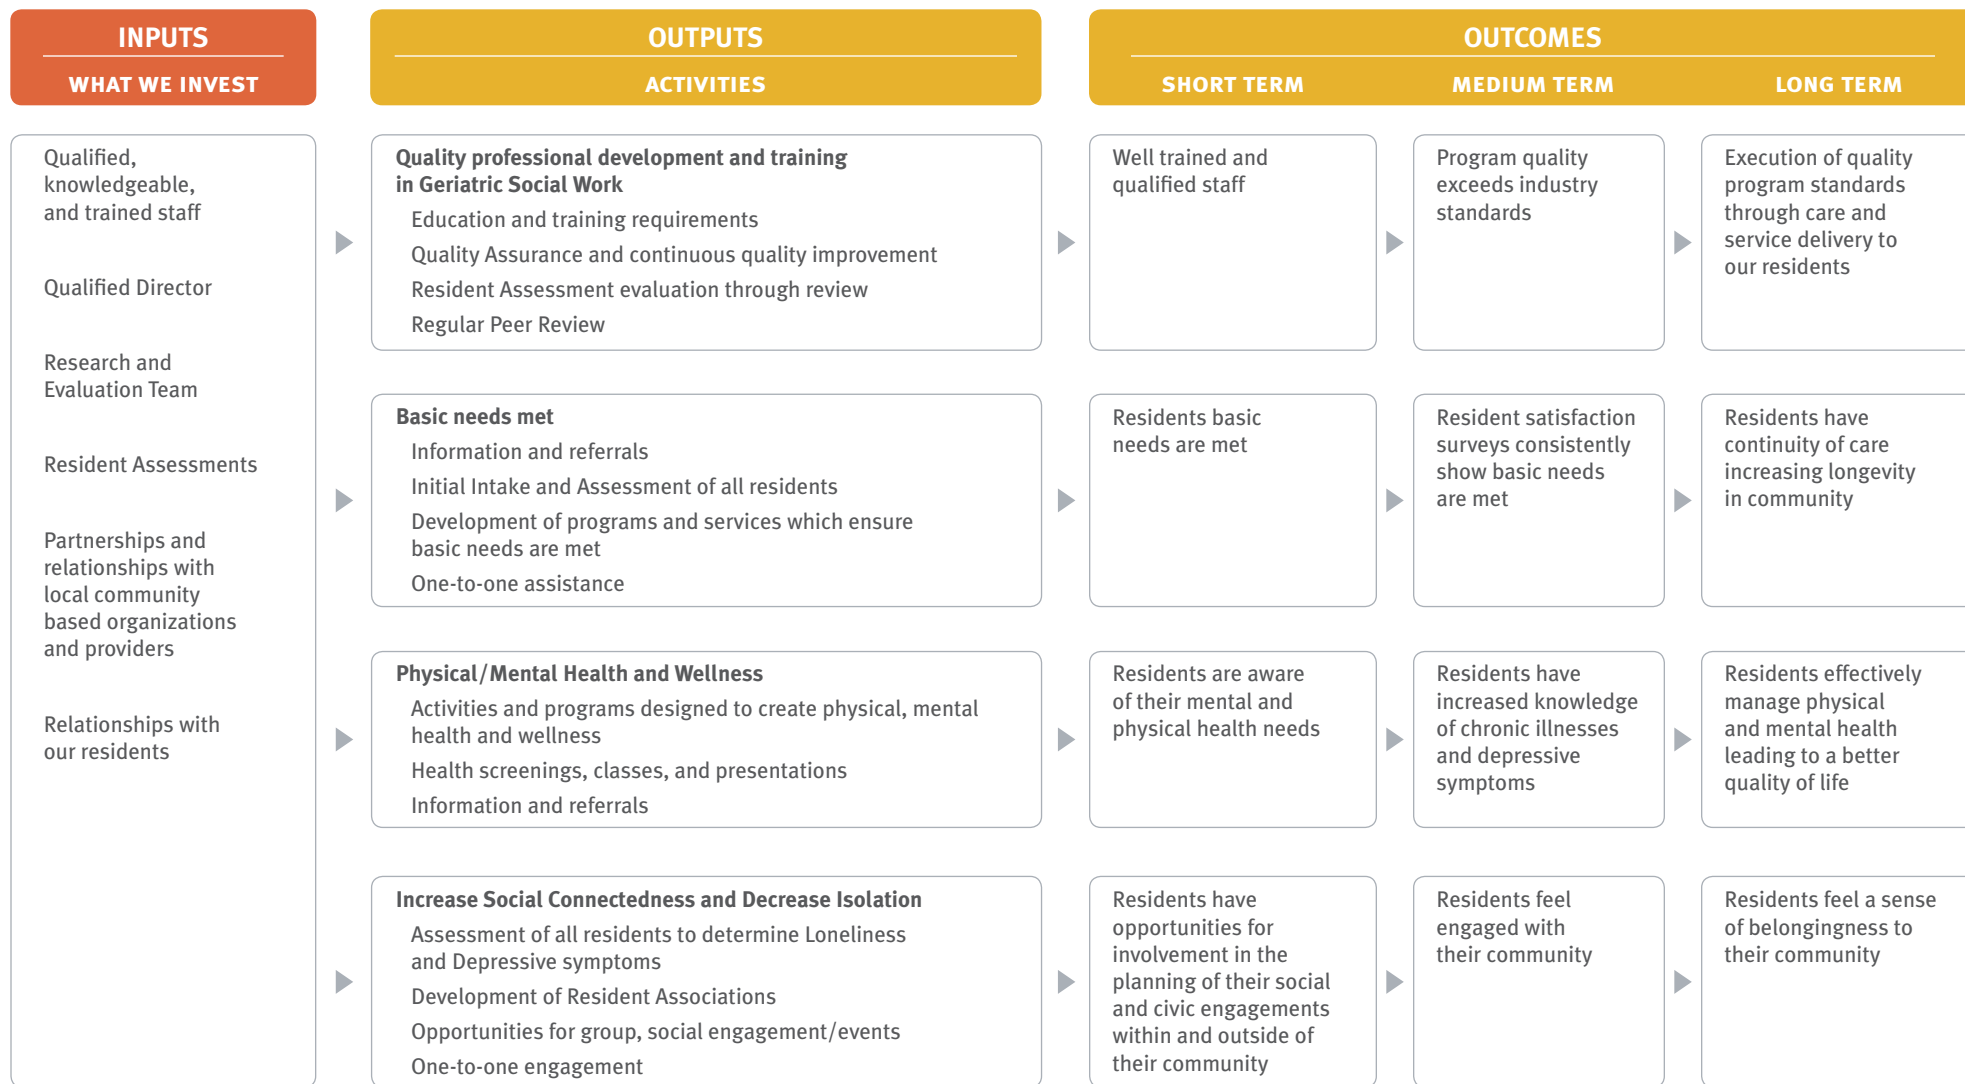 INPUTS
WHAT WE INVEST
OUTPUTS
ACTIVITIES
OUTCOMES
SHORT TERM
MEDIUM TERM
LONG TERM
Qualified,
knowledgeable,
and trained staff
Qualified Director
Research and
Evaluation Team
Resident Assessments
Partnerships and
relationships with
local community
based organizations
and providers
Relationships with
our residents
Quality professional development and training
in Geriatric Social Work
Education and training requirements
Quality Assurance and continuous quality improvement
Resident Assessment evaluation through review
Regular Peer Review
Well trained and
qualified staff
Program quality
exceeds industry
standards
Execution of quality
program standards
through care and
service delivery to
our residents
Basic needs met
Information and referrals
Initial Intake and Assessment of all residents
Development of programs and services which ensure
basic needs are met
One-to-one assistance
Residents basic
needs are met
Resident satisfaction
surveys consistently
show basic needs
are met
Residents have
continuity of care
increasing longevity
in community
Physical/Mental Health and Wellness
Activities and programs designed to create physical, mental
health and wellness
Health screenings, classes, and presentations
Information and referrals
Residents are aware
of their mental and
physical health needs
Residents have
increased knowledge
of chronic illnesses
and depressive
symptoms
Residents effectively
manage physical
and mental health
leading to a better
quality of life
Increase Social Connectedness and Decrease Isolation
Assessment of all residents to determine Loneliness
and Depressive symptoms
Development of Resident Associations
Opportunities for group, social engagement/events
One-to-one engagement
Residents have
opportunities for
involvement in the
planning of their social
and civic engagements
within and outside of
their community
Residents feel
engaged with
their community
Residents feel a sense
of belongingness to
their community